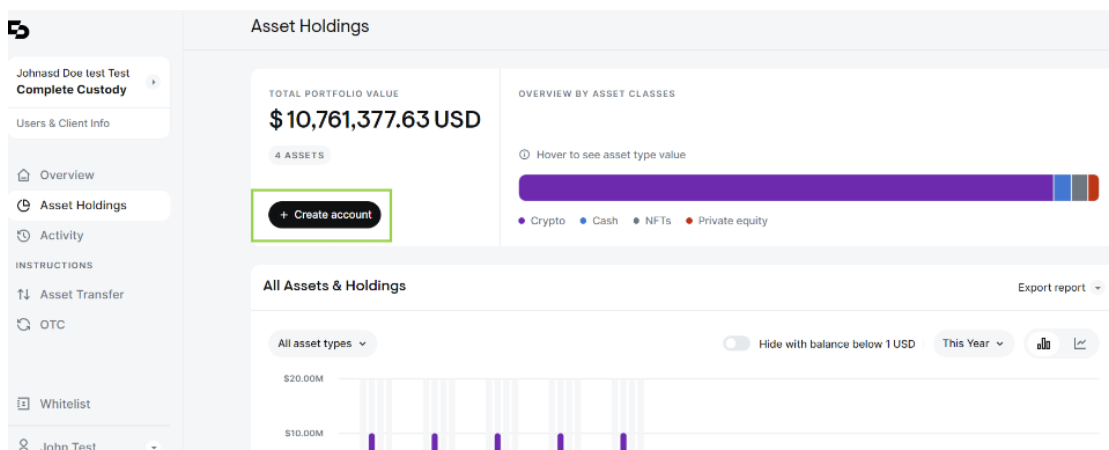 Asset Holdings
Johnasd Doe test Test
Complete Custody
Users & Client Info
Overview
Asset Holdings
Activity
INSTRUCTIONS
Asset Transfer
OTC
Whitelist
John Test
TOTAL PORTFOLIO VALUE
$10,761,377.63 USD
4 ASSETS
+ Create account
OVERVIEW BY ASSET CLASSES
Hover to see asset type value
Crypto Cash NFTs Private equity
All Assets & Holdings
Export report
All asset types
Hide with balance below 1 USD
This Year
$20.00M
$10.00M